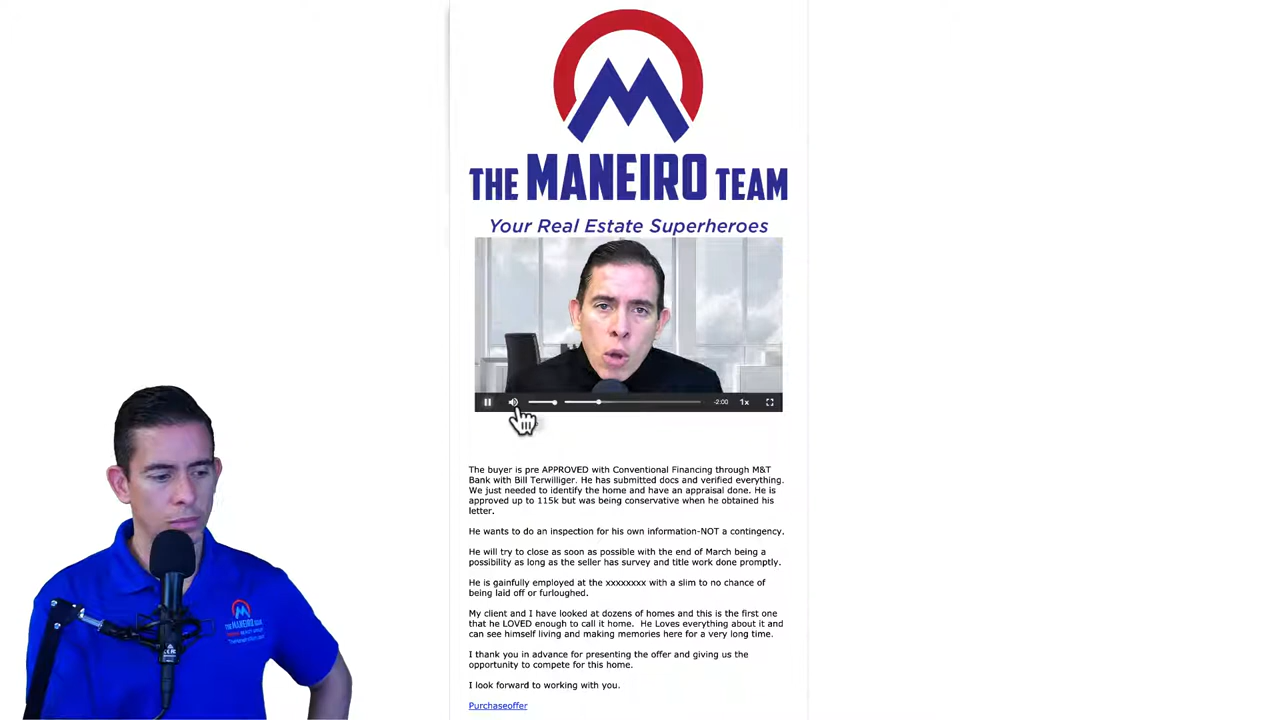 THE MANEIRO TEAM
Your Real Estate Superheroes
-2:00 1x
The buyer is pre APPROVED with Conventional Financing through M&T
Bank with Bill Terwilliger. He has submitted docs and verified everything.
We just needed to identify the home and have an appraisal done. He is
approved up to 115k but was being conservative when he obtained his
letter.
He wants to do an inspection for his own information-NOT a contingency.
He will try to close as soon as possible with the end of March being a
possibility as long as the seller has survey and title work done promptly.
He is gainfully employed at the xxxxxxxx with a slim to no chance of
being laid off or furloughed.
My client and I have looked at dozens of homes and this is the first one
that he LOVED enough to call it home.  He Loves everything about it and
can see himself living and making memories here for a very long time.
I thank you in advance for presenting the offer and giving us the
opportunity to compete for this home.
I look forward to working with you.
Purchaseoffer
THE MANEIRO TEAM